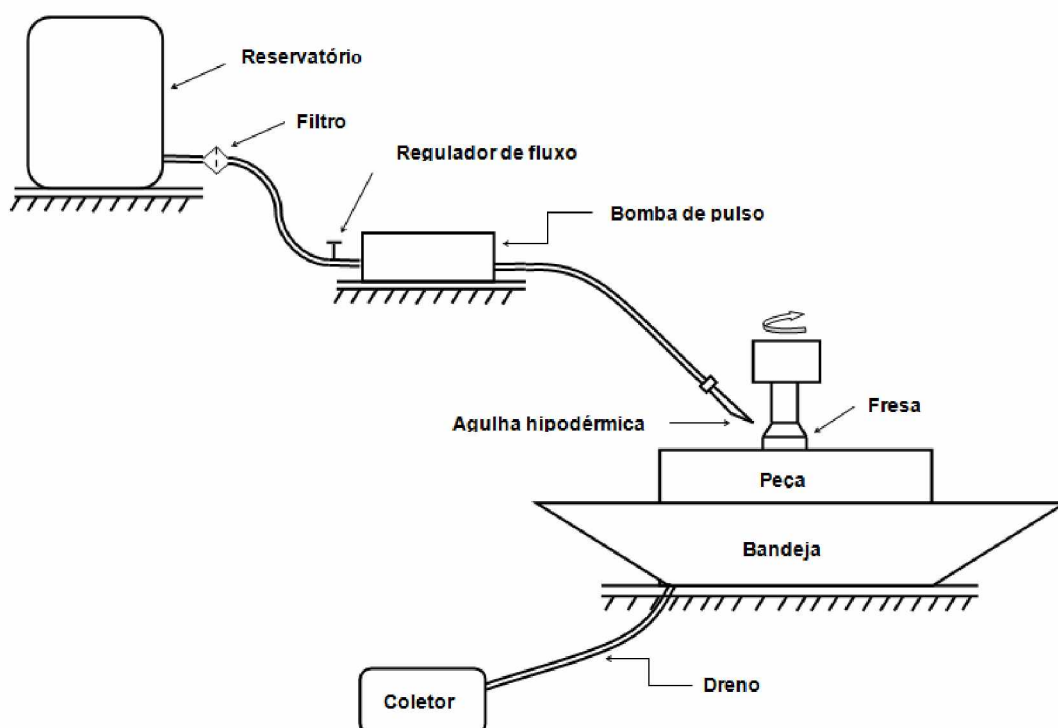 Reservatório
Filtro
Regulador de fluxo
Bomba de pulso
Agulha hipodérmica
Fresa
Peça
Bandeja
Dreno
Coletor